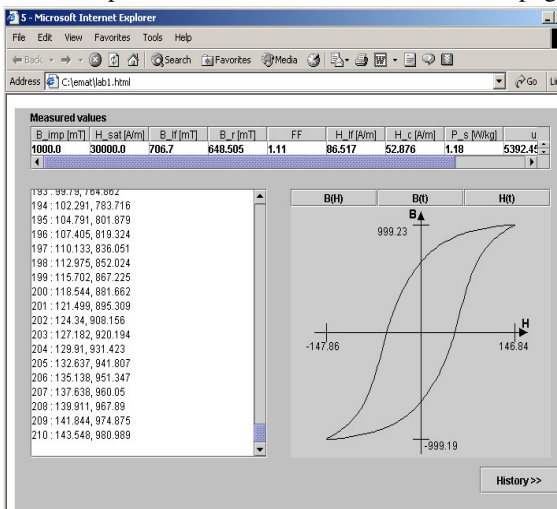 5 - Microsoft Internet Explorer
File Edit View Favorites Tools Help
Back Search Favorites Media
Address C:\emat\lab1.html Go
Measured values
B_imp [mT] H_sat [A/m] B_lf [mT] B_r [mT] FF H_lf [A/m] H_c [A/m] P_s [W/kg] u
1000.0 30000.0 706.7 648.505 1.11 86.517 52.876 1.18 5392.45
193 : 99.79, 764.862
194 : 102.291, 783.716
195 : 104.791, 801.879
196 : 107.405, 819.324
197 : 110.133, 836.051
198 : 112.975, 852.024
199 : 115.702, 867.225
200 : 118.544, 881.662
201 : 121.499, 895.309
202 : 124.34, 908.156
203 : 127.182, 920.194
204 : 129.91, 931.423
205 : 132.637, 941.807
206 : 135.138, 951.347
207 : 137.638, 960.05
208 : 139.911, 967.89
209 : 141.844, 974.875
210 : 143.548, 980.989
B(H) B(t) H(t)
B
999.23
H
-147.86 146.84
-999.19
History >>